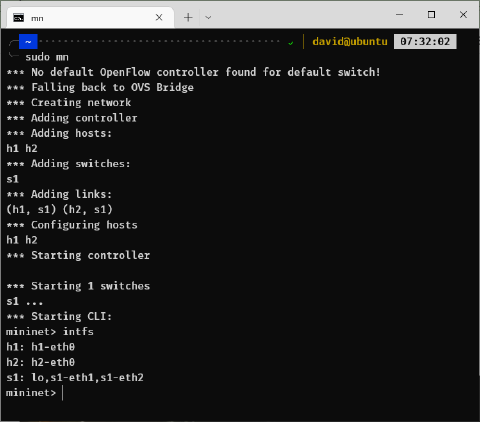 mn
~ david@ubuntu 07:32:02
sudo mn
*** No default OpenFlow controller found for default switch!
*** Falling back to OVS Bridge
*** Creating network
*** Adding controller
*** Adding hosts:
h1 h2
*** Adding switches:
s1
*** Adding links:
(h1, s1) (h2, s1)
*** Configuring hosts
h1 h2
*** Starting controller
*** Starting 1 switches
s1 ...
*** Starting CLI:
mininet> intfs
h1: h1-eth0
h2: h2-eth0
s1: lo,s1-eth1,s1-eth2
mininet>